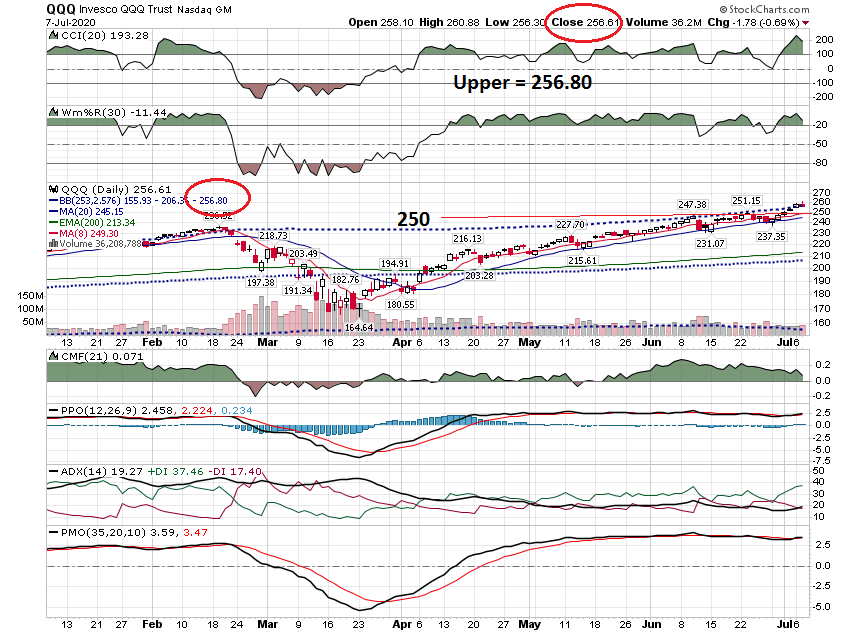 QQQ Invesco QQQ Trust Nasdaq GM
© StockCharts.com
7-Jul-2020
Open 258.10 High 260.88 Low 256.30 Close 256.61 Volume 36.2M Chg -1.78 (-0.69%)
CCI(20) 193.28
200
100
0
-100
-200
Upper = 256.80
Wm%R(30) -11.44
-20
-50
-80
QQQ (Daily) 256.61
BB(253,2.576) 155.93 - 206.3 - 256.80
MA(20) 245.15
EMA(200) 213.34
MA(8) 249.30
Volume 36,208,788
250
218.73
197.38
203.49
191.34
182.76
164.64
194.91
180.55
216.13
203.28
227.70
215.61
247.38
231.07
251.15
237.35
270
260
250
240
230
220
210
200
190
180
170
160
150M
100M
50M
13 21 27 Feb 10 18 24 Mar 9 16 23 Apr 6 13 20 27 May 11 18 26 Jun 8 15 22 Jul 6
CMF(21) 0.071
0.2
0.0
-0.2
PPO(12,26,9) 2.458, 2.224, 0.234
2.5
0.0
-2.5
-5.0
-7.5
ADX(14) 19.27 +DI 37.46 -DI 17.40
50
40
30
20
10
PMO(35,20,10) 3.59, 3.47
2.5
0.0
-2.5
-5.0
13 21 27 Feb 10 18 24 Mar 9 16 23 Apr 6 13 20 27 May 11 18 26 Jun 8 15 22 Jul 6